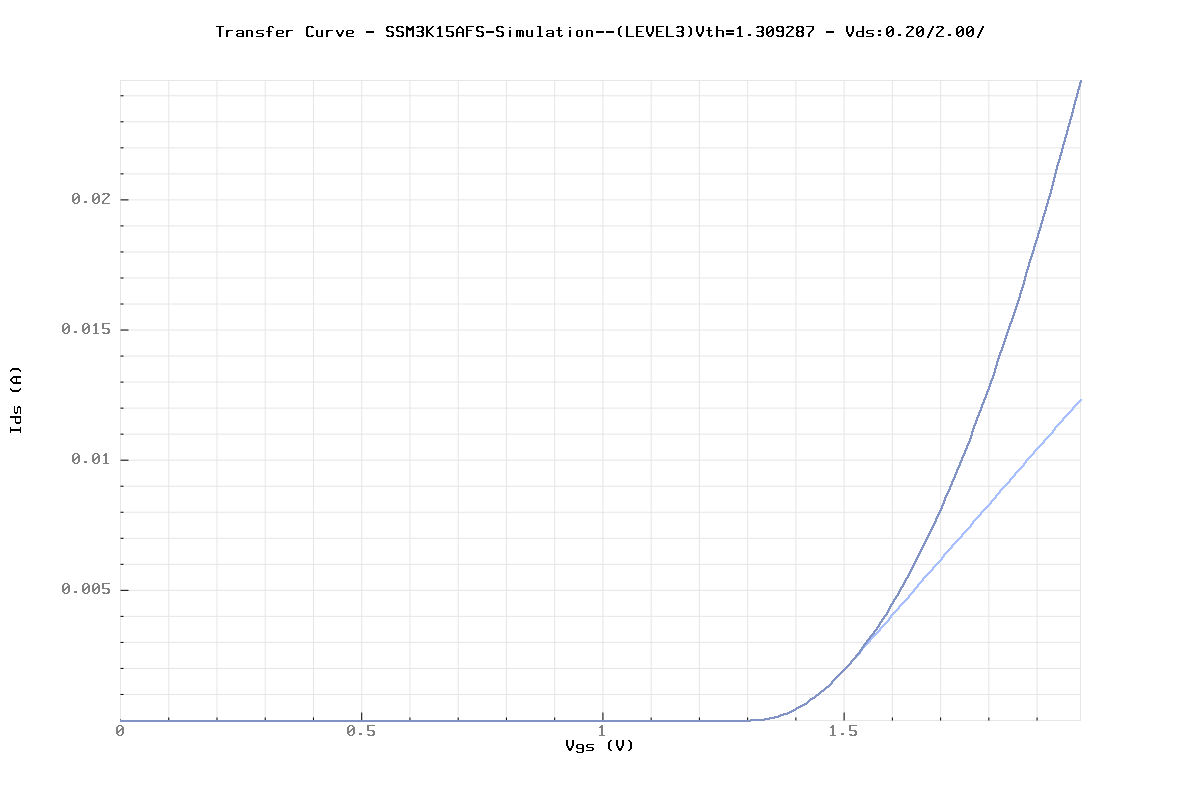 Transfer Curve - SSM3K15AFS-Simulation--(LEVEL3)Vth=1.309287 - Vds:0.20/2.00/
0.02
0.015
0.01
0.005
Ids (A)
0 0.5 1 1.5
Vgs (V)